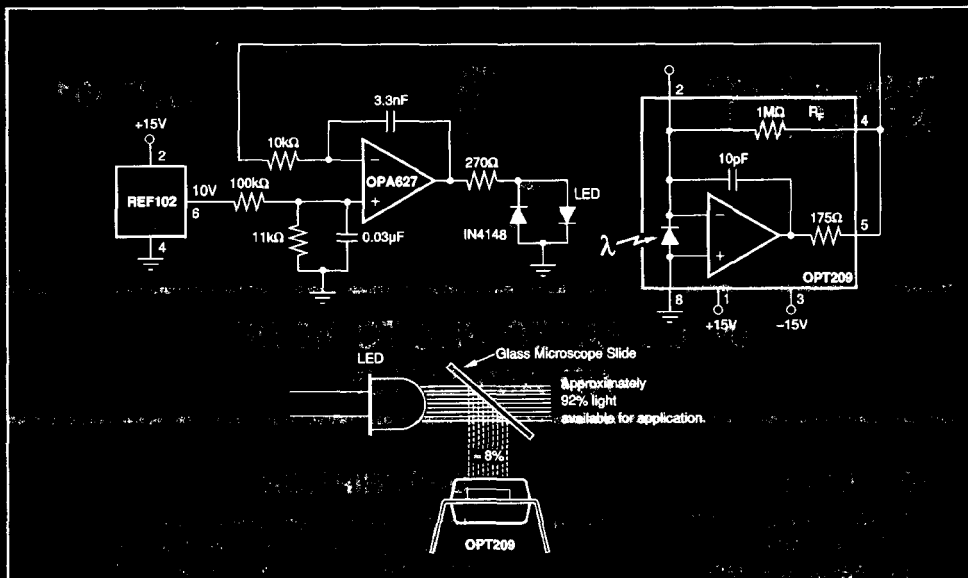 3.3nF
2
1MΩ
R_F
4
+15V
2
10kΩ
–
OPA627
+
270Ω
LED
10pF
REF102
10V
6
100kΩ
IN4148
λ
–
+
175Ω
5
4
11kΩ
0.03µF
OPT209
8
1
3
+15V
–15V
LED
Glass Microscope Slide
Approximately
92% light
available for application.
≈ 8%
OPT209